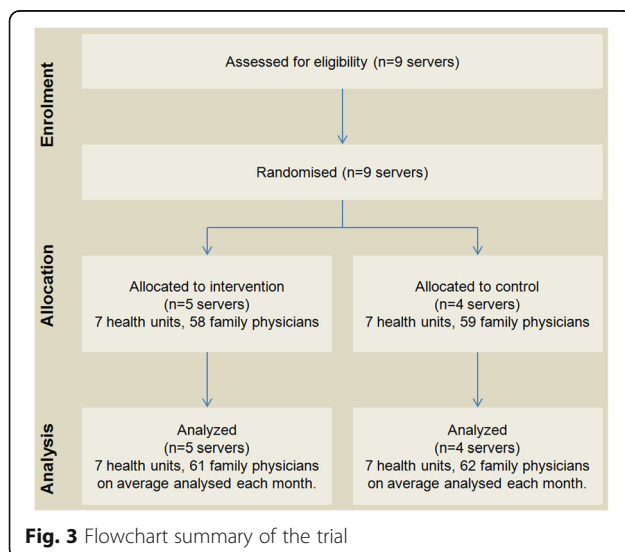 Enrolment
Assessed for eligibility (n=9 servers)
Randomised (n=9 servers)
Allocation
Allocated to intervention
(n=5 servers)
7 health units, 58 family physicians
Allocated to control
(n=4 servers)
7 health units, 59 family physicians
Analysis
Analyzed
(n=5 servers)
7 health units, 61 family physicians
on average analysed each month.
Analyzed
(n=4 servers)
7 health units, 62 family physicians
on average analysed each month.
Fig. 3 Flowchart summary of the trial